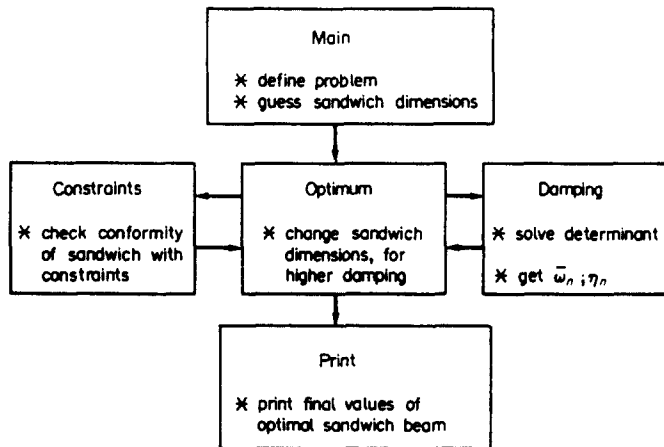 Main
* define problem
* guess sandwich dimensions
Constraints
* check conformity
of sandwich with
constraints
Optimum
* change sandwich
dimensions, for
higher damping
Damping
* solve determinant
* get ω̄ₙ ; ηₙ
Print
* print final values of
optimal sandwich beam